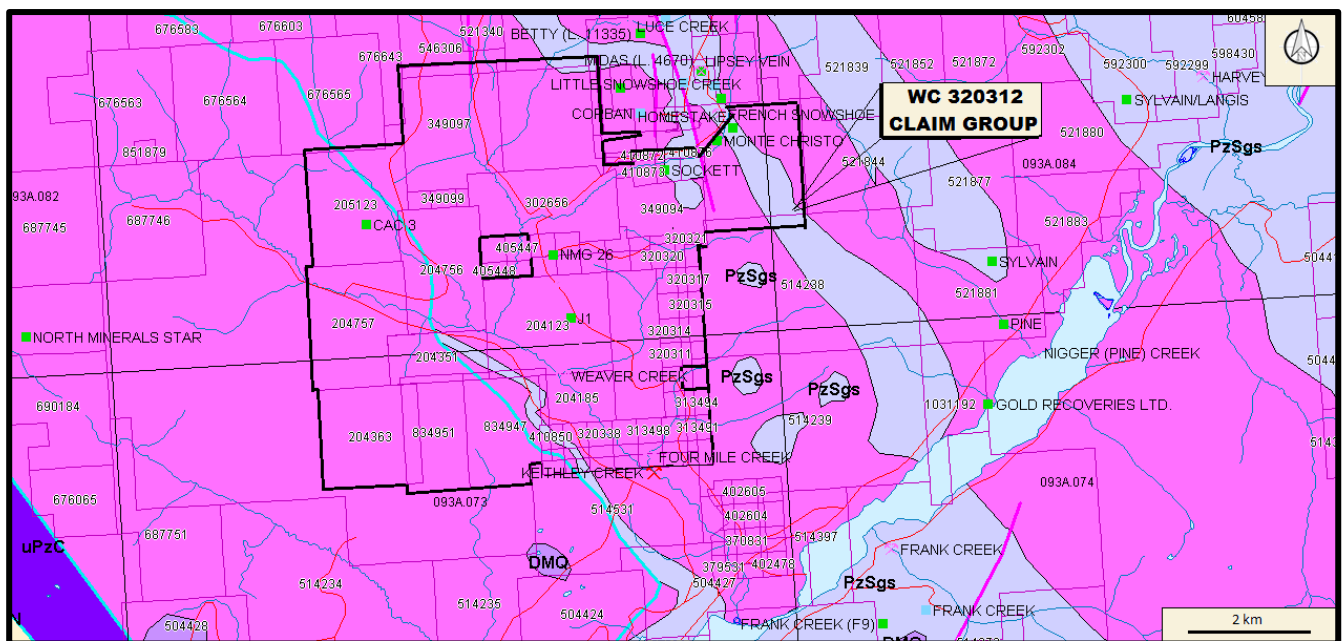 676583
676603
521340
BETTY (L. 11335)
LUCE CREEK
592302
676643
546306
MIDAS (L. 4670)
LIPSEY VEIN
521839
521852
521872
592300
592299
598430
HARVEY
676563
676564
676565
LITTLE SNOWSHOE CREEK
WC 320312
CLAIM GROUP
SYLVAIN/LANGIS
349097
CORBAN
HOMESTAKE
FRENCH SNOWSHOE
521880
851879
MONTE CHRISTO
410872
PzSgs
410873
SOCKETT
521844
093A.084
521877
93A.082
205123
349099
302656
349094
687745
687746
CAC 3
521883
405447
320321
NMG 26
320320
SYLVAIN
204756
405448
PzSgs
320317
514238
521881
320315
204757
204123
J1
320314
PINE
NORTH MINERALS STAR
204351
320311
NIGGER (PINE) CREEK
WEAVER CREEK
PzSgs
PzSgs
204185
690184
313494
1031192
GOLD RECOVERIES LTD.
514239
204363
834951
834947
410850
320338
313498
313491
FOUR MILE CREEK
KEITHLEY CREEK
676065
093A.073
402605
093A.074
514531
402604
687751
370831
514397
uPzC
DMQ
FRANK CREEK
379531
402478
PzSgs
514234
504427
514235
504424
FRANK CREEK
504428
FRANK CREEK (F9)
2 km